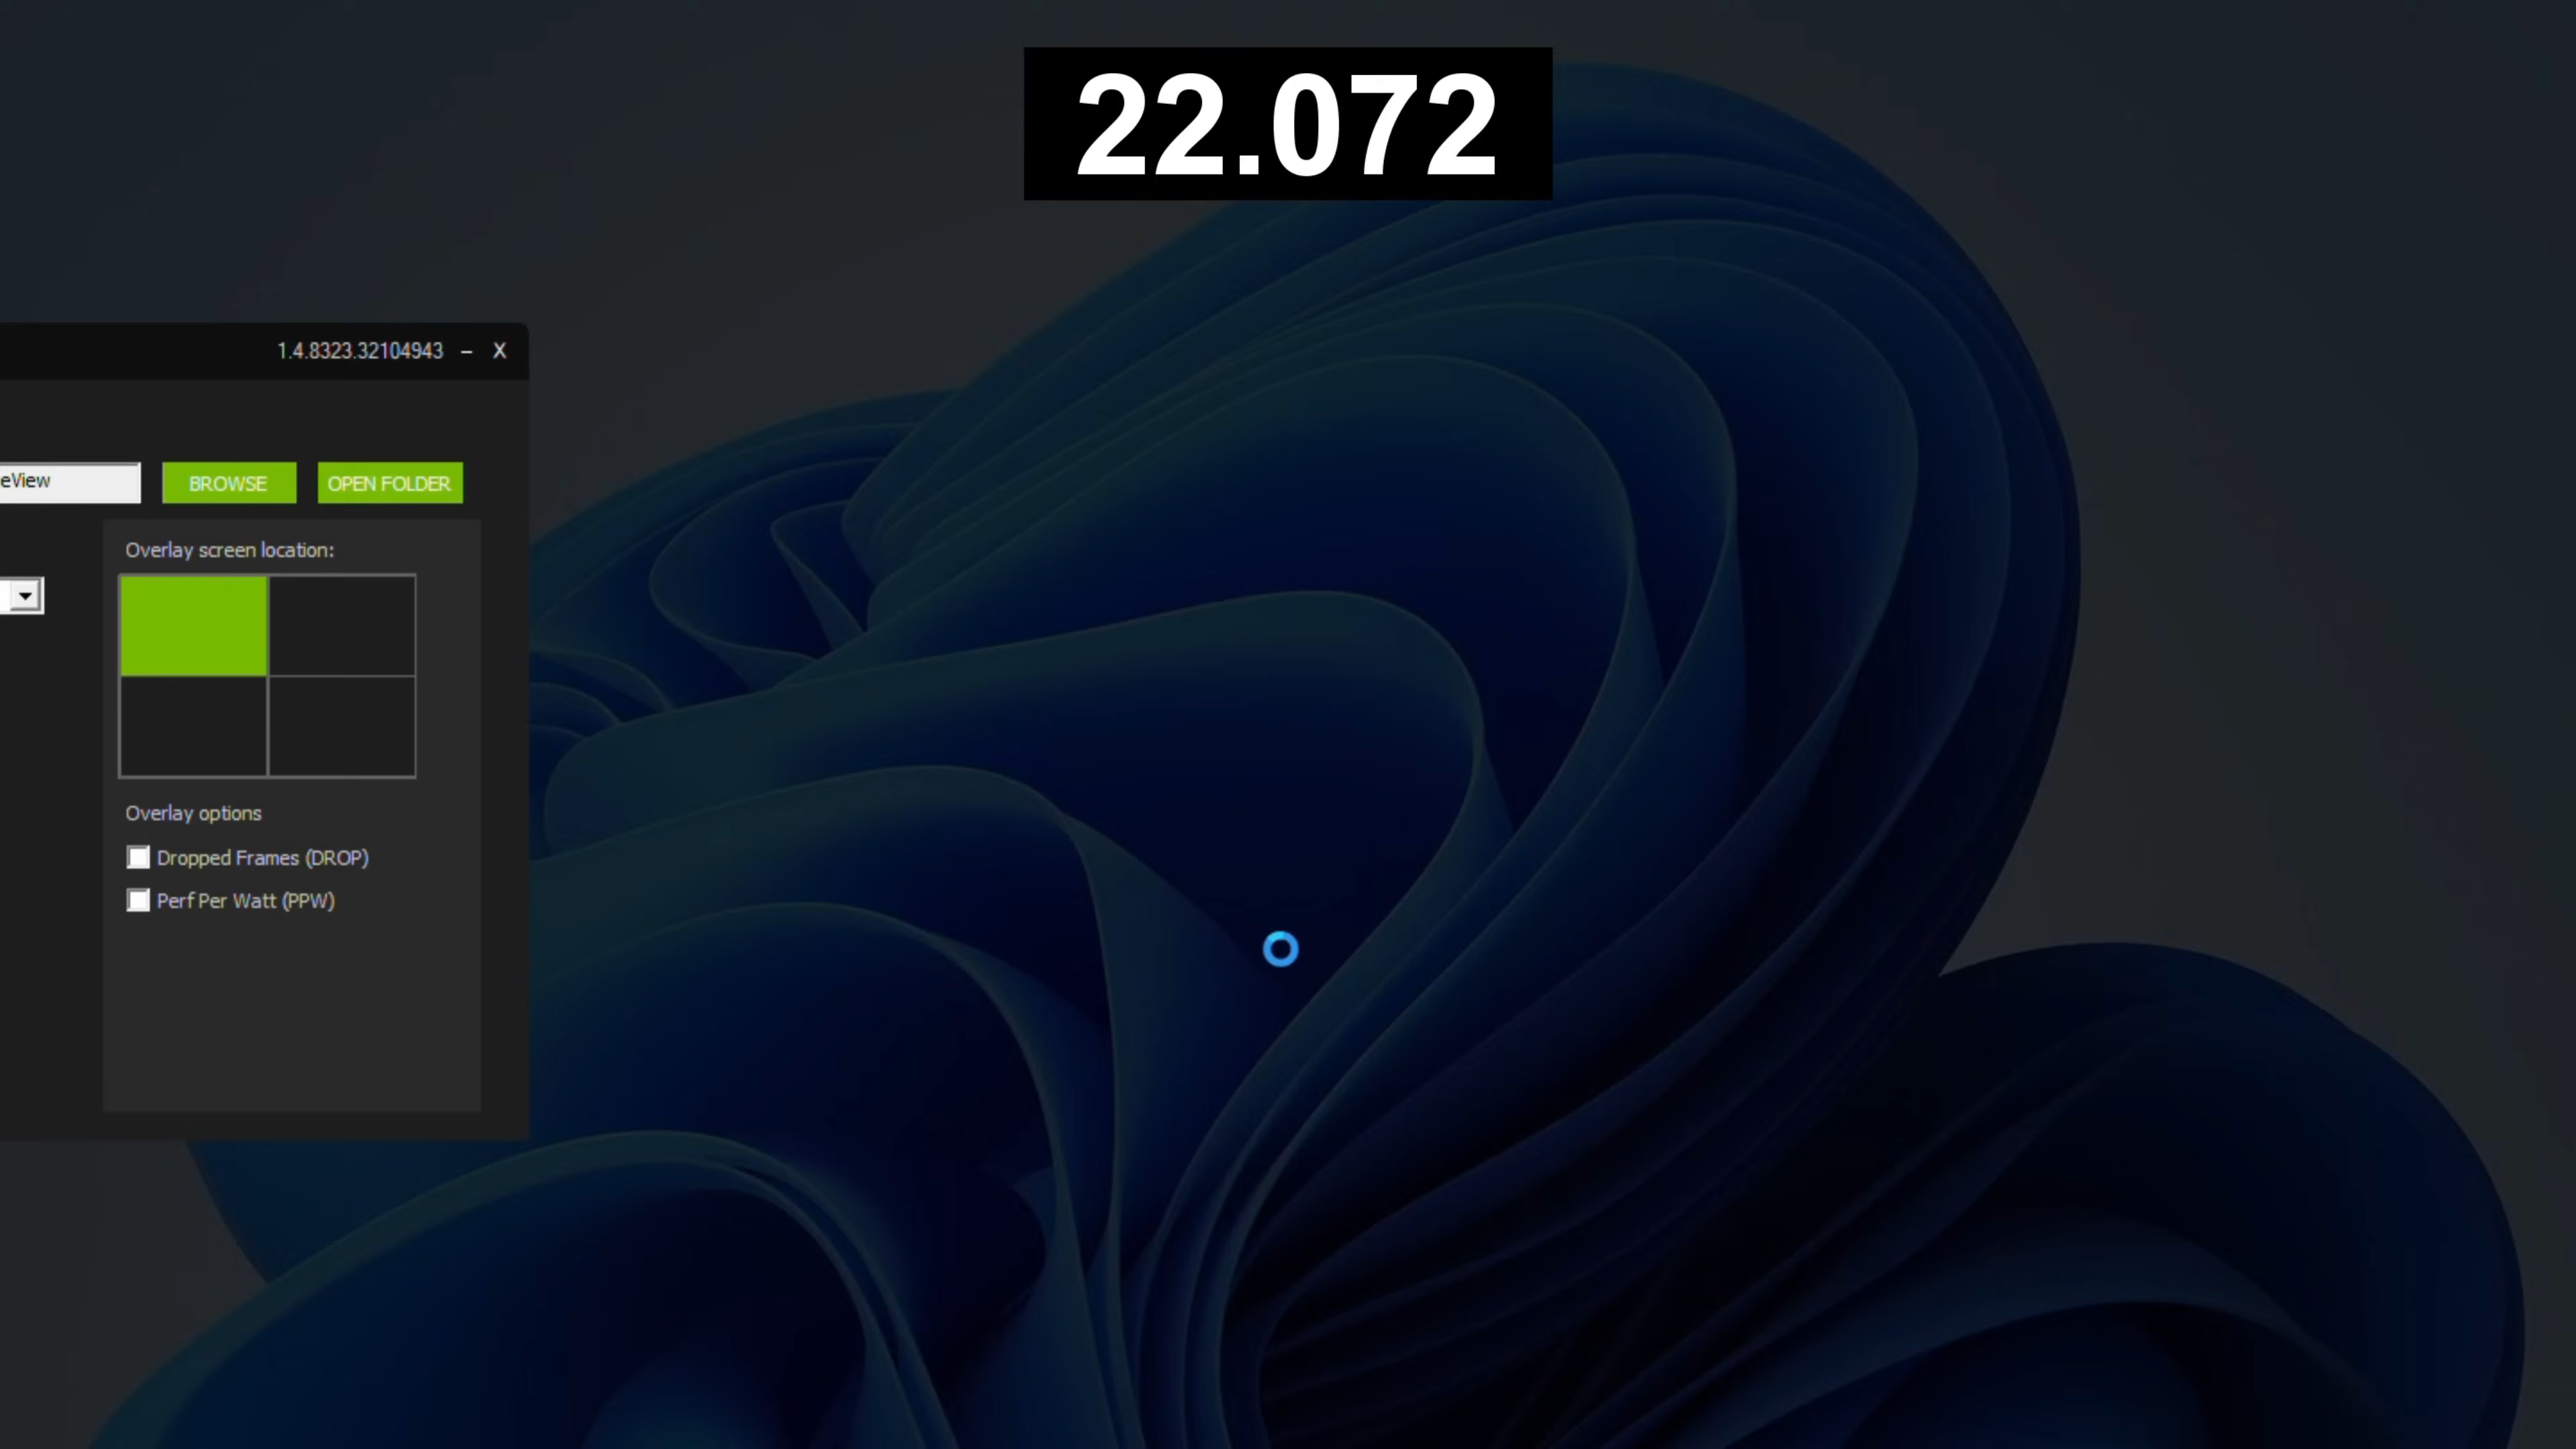 22.072
1.4.8323.32104943 – X
eView
BROWSE
OPEN FOLDER
Overlay screen location:
Overlay options
Dropped Frames (DROP)
Perf Per Watt (PPW)